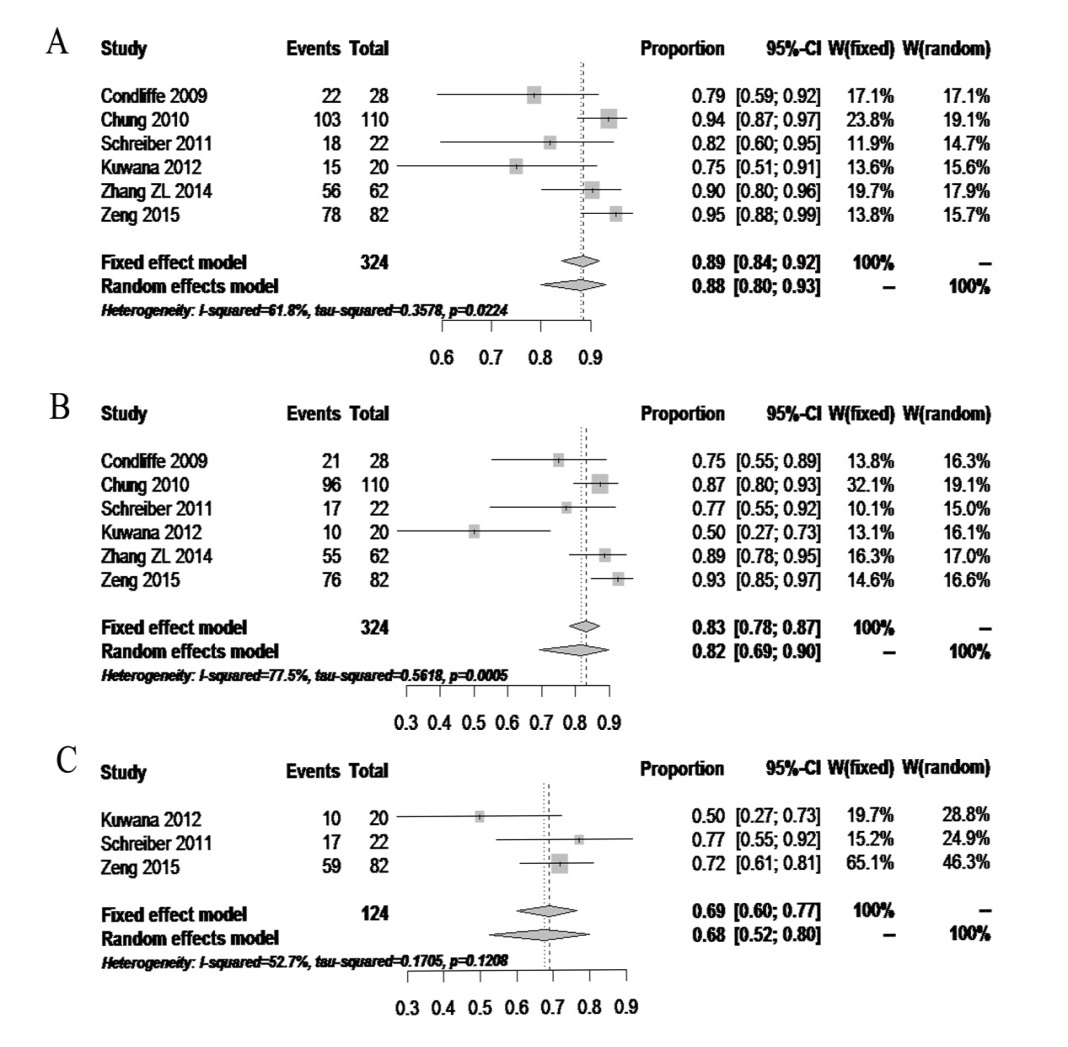 A
Study Events Total Proportion 95%-CI W(fixed) W(random)
Condliffe 2009 22 28 0.79 [0.59; 0.92] 17.1% 17.1%
Chung 2010 103 110 0.94 [0.87; 0.97] 23.8% 19.1%
Schreiber 2011 18 22 0.82 [0.60; 0.95] 11.9% 14.7%
Kuwana 2012 15 20 0.75 [0.51; 0.91] 13.6% 15.6%
Zhang ZL 2014 56 62 0.90 [0.80; 0.96] 19.7% 17.9%
Zeng 2015 78 82 0.95 [0.88; 0.99] 13.8% 15.7%
Fixed effect model 324 0.89 [0.84; 0.92] 100% –
Random effects model 0.88 [0.80; 0.93] – 100%
Heterogeneity: I-squared=61.8%, tau-squared=0.3578, p=0.0224
0.6 0.7 0.8 0.9
B
Study Events Total Proportion 95%-CI W(fixed) W(random)
Condliffe 2009 21 28 0.75 [0.55; 0.89] 13.8% 16.3%
Chung 2010 96 110 0.87 [0.80; 0.93] 32.1% 19.1%
Schreiber 2011 17 22 0.77 [0.55; 0.92] 10.1% 15.0%
Kuwana 2012 10 20 0.50 [0.27; 0.73] 13.1% 16.1%
Zhang ZL 2014 55 62 0.89 [0.78; 0.95] 16.3% 17.0%
Zeng 2015 76 82 0.93 [0.85; 0.97] 14.6% 16.6%
Fixed effect model 324 0.83 [0.78; 0.87] 100% –
Random effects model 0.82 [0.69; 0.90] – 100%
Heterogeneity: I-squared=77.5%, tau-squared=0.5618, p=0.0005
0.3 0.4 0.5 0.6 0.7 0.8 0.9
C
Study Events Total Proportion 95%-CI W(fixed) W(random)
Kuwana 2012 10 20 0.50 [0.27; 0.73] 19.7% 28.8%
Schreiber 2011 17 22 0.77 [0.55; 0.92] 15.2% 24.9%
Zeng 2015 59 82 0.72 [0.61; 0.81] 65.1% 46.3%
Fixed effect model 124 0.69 [0.60; 0.77] 100% –
Random effects model 0.68 [0.52; 0.80] – 100%
Heterogeneity: I-squared=52.7%, tau-squared=0.1705, p=0.1208
0.3 0.4 0.5 0.6 0.7 0.8 0.9